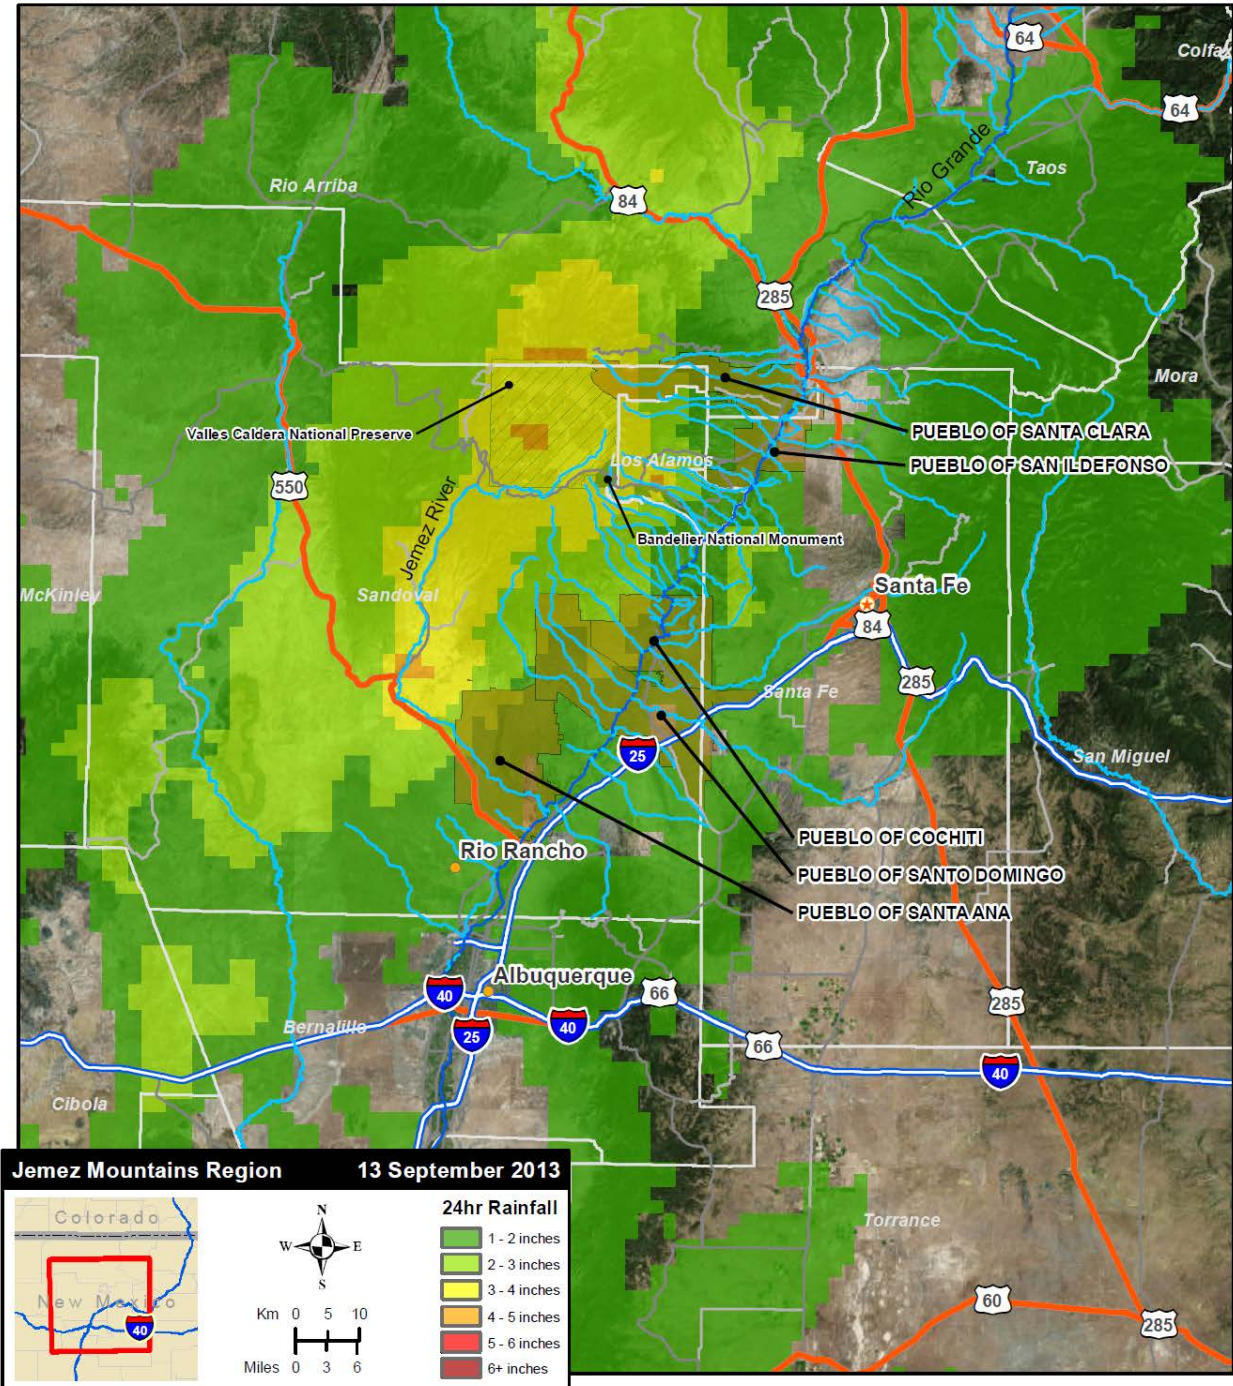 64
Colfax
64
Rio Grande
Taos
Rio Arriba
84
285
Mora
Valles Caldera National Preserve
PUEBLO OF SANTA CLARA
Los Alamos
PUEBLO OF SAN ILDEFONSO
550
Jemez River
Bandelier National Monument
McKinley
Sandoval
Santa Fe
84
285
Santa Fe
25
San Miguel
PUEBLO OF COCHITI
Rio Rancho
PUEBLO OF SANTO DOMINGO
PUEBLO OF SANTA ANA
Albuquerque
40
66
285
Bernalillo
25
40
66
40
Cibola
Torrance
60
285
Jemez Mountains Region 13 September 2013
Colorado
New Mexico
40
N
W E
S
Km 0 5 10
Miles 0 3 6
24hr Rainfall
1 - 2 inches
2 - 3 inches
3 - 4 inches
4 - 5 inches
5 - 6 inches
6+ inches